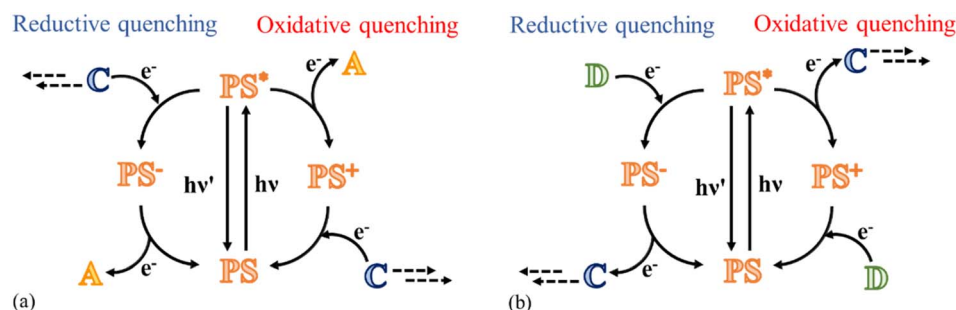 Reductive quenching Oxidative quenching
C e⁻ PS* e⁻ A
PS⁻ hν' hν PS⁺
A e⁻ PS e⁻ C
(a)
Reductive quenching Oxidative quenching
D e⁻ PS* e⁻ C
PS⁻ hν' hν PS⁺
C e⁻ PS e⁻ D
(b)